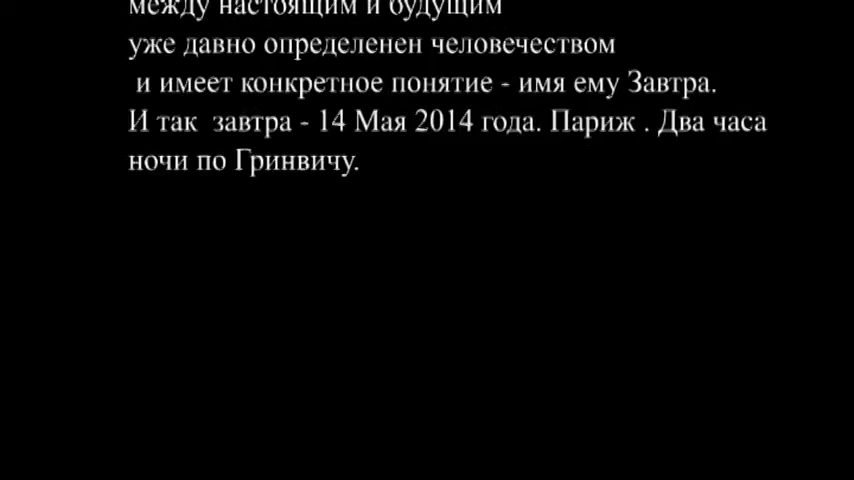 между настоящим и будущим
уже давно определенен человечеством
и имеет конкретное понятие - имя ему Завтра.
И так  завтра - 14 Мая 2014 года. Париж . Два часа
ночи по Гринвичу.